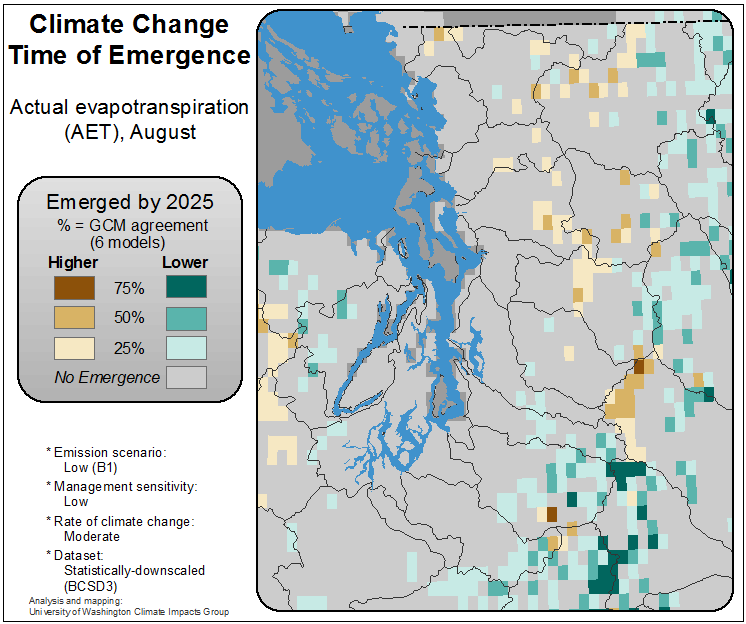 Climate Change
Time of Emergence
Actual evapotranspiration
(AET), August
Emerged by 2025
% = GCM agreement
(6 models)
Higher Lower
75%
50%
25%
No Emergence
* Emission scenario:
Low (B1)
* Management sensitivity:
Low
* Rate of climate change:
Moderate
* Dataset:
Statistically-downscaled
(BCSD3)
Analysis and mapping:
University of Washington Climate Impacts Group